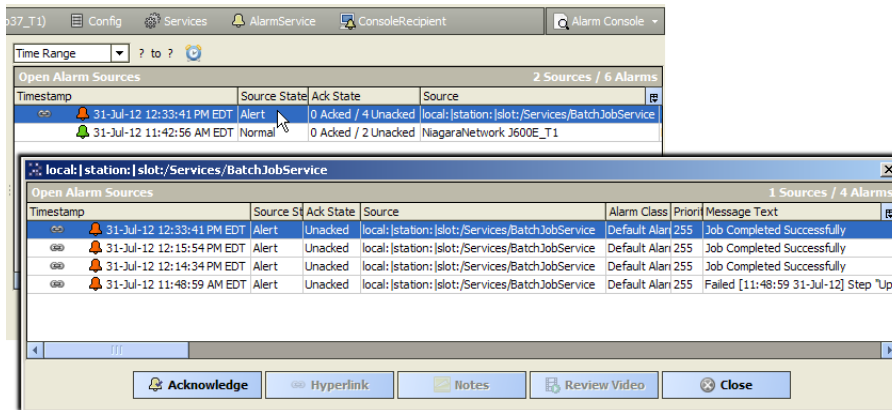 p37_T1) Config Services AlarmService ConsoleRecipient Alarm Console
Time Range ? to ?
Open Alarm Sources 2 Sources / 6 Alarms
Timestamp Source State Ack State Source
31-Jul-12 12:33:41 PM EDT Alert 0 Acked / 4 Unacked local:|station:|slot:/Services/BatchJobService
31-Jul-12 11:42:56 AM EDT Normal 0 Acked / 2 Unacked NiagaraNetwork J600E_T1
local:|station:|slot:/Services/BatchJobService
Open Alarm Sources 1 Sources / 4 Alarms
Timestamp Source St Ack State Source Alarm Class Priorit Message Text
31-Jul-12 12:33:41 PM EDT Alert Unacked local:|station:|slot:/Services/BatchJobService Default Alarr 255 Job Completed Successfully
31-Jul-12 12:15:54 PM EDT Alert Unacked local:|station:|slot:/Services/BatchJobService Default Alarr 255 Job Completed Successfully
31-Jul-12 12:14:34 PM EDT Alert Unacked local:|station:|slot:/Services/BatchJobService Default Alarr 255 Job Completed Successfully
31-Jul-12 11:48:59 AM EDT Alert Unacked local:|station:|slot:/Services/BatchJobService Default Alarr 255 Failed [11:48:59 31-Jul-12] Step "Up
Acknowledge Hyperlink Notes Review Video Close